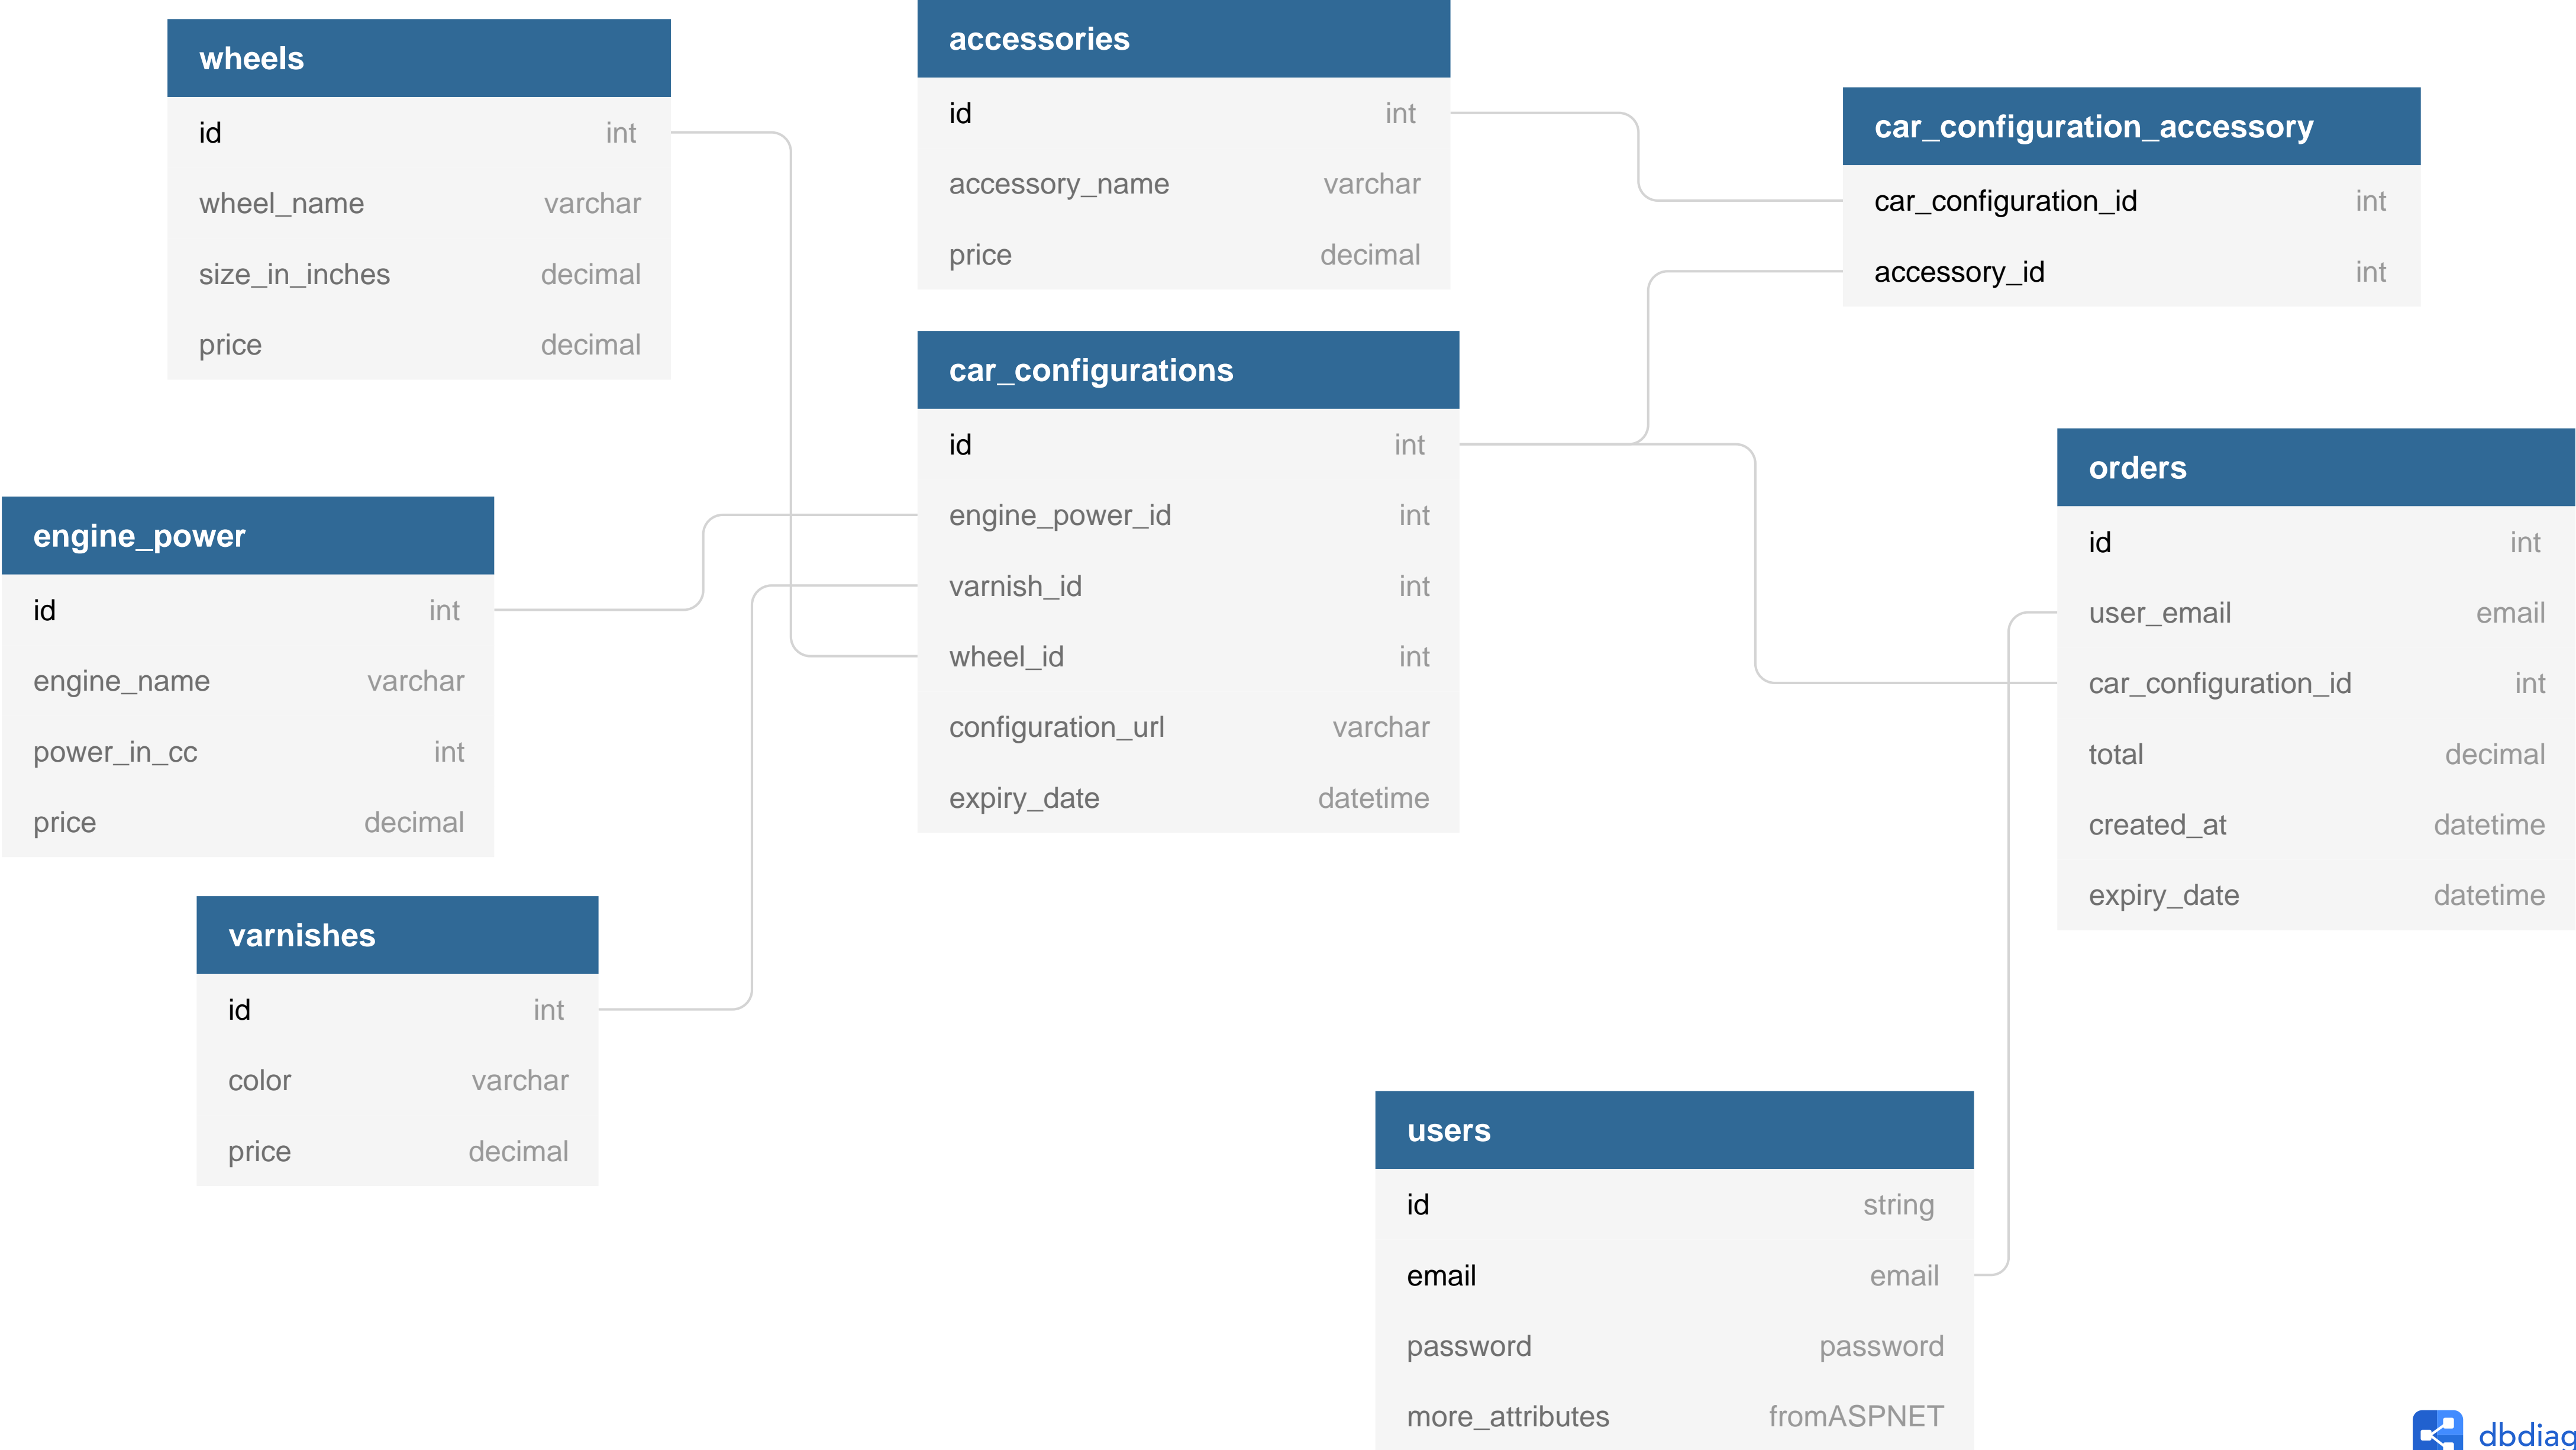 wheels
id int
wheel_name varchar
size_in_inches decimal
price decimal
accessories
id int
accessory_name varchar
price decimal
car_configuration_accessory
car_configuration_id int
accessory_id int
car_configurations
id int
engine_power_id int
varnish_id int
wheel_id int
configuration_url varchar
expiry_date datetime
engine_power
id int
engine_name varchar
power_in_cc int
price decimal
orders
id int
user_email email
car_configuration_id int
total decimal
created_at datetime
expiry_date datetime
varnishes
id int
color varchar
price decimal
users
id string
email email
password password
more_attributes fromASPNET